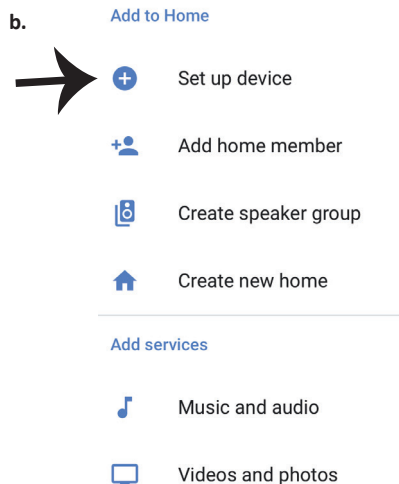 b.
Add to Home
Set up device
Add home member
Create speaker group
Create new home
Add services
Music and audio
Videos and photos